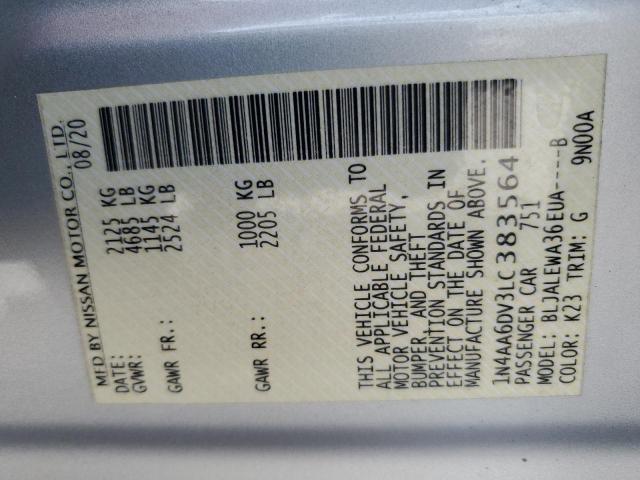 MFD BY NISSAN MOTOR CO., LTD.
DATE: 08/20
GVWR: 2125 KG
4685 LB
GAWR FR.: 1145 KG
2524 LB
GAWR RR.: 1000 KG
2205 LB
THIS VEHICLE CONFORMS TO
ALL APPLICABLE FEDERAL
MOTOR VEHICLE SAFETY,
BUMPER, AND THEFT
PREVENTION STANDARDS IN
EFFECT ON THE DATE OF
MANUFACTURE SHOWN ABOVE.
1N4AA6DV3LC383564
PASSENGER CAR 751
MODEL: BLJALEWA36EUA----B
COLOR: K23 TRIM: G 9N00A